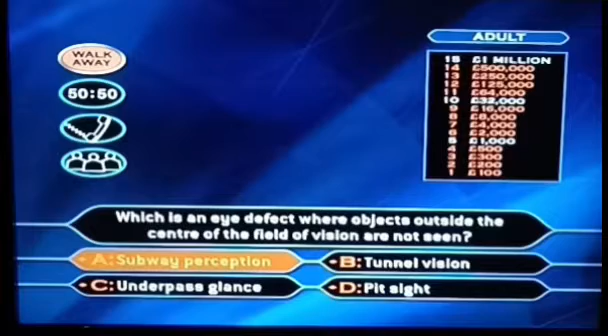 WALK
AWAY
50:50
ADULT
15 £1 MILLION
14 £500,000
13 £250,000
12 £125,000
11 £64,000
10 £32,000
9 £16,000
8 £8,000
7 £4,000
6 £2,000
5 £1,000
4 £500
3 £300
2 £200
1 £100
Which is an eye defect where objects outside the
centre of the field of vision are not seen?
A: Subway perception
B: Tunnel vision
C: Underpass glance
D: Pit sight